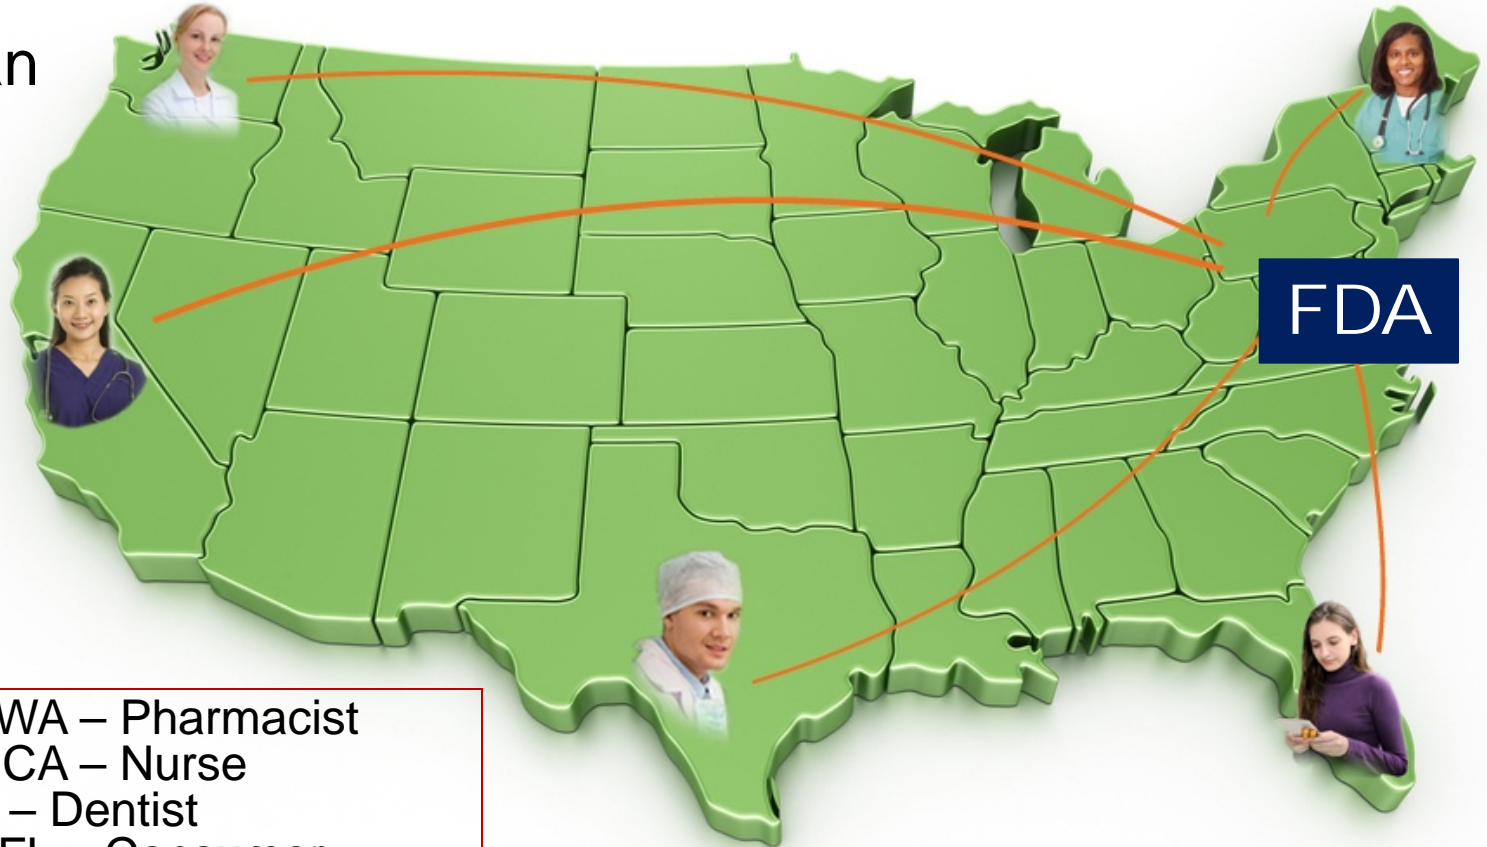 FDA
WA – Pharmacist
CA – Nurse
– Dentist